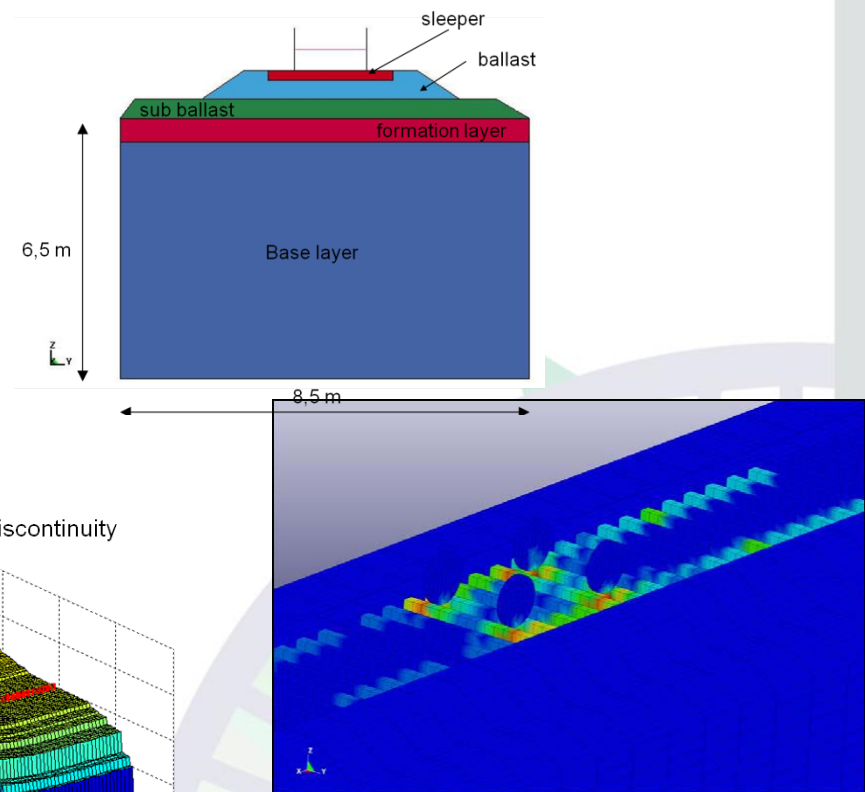 sleeper
ballast
sub ballast
formation layer
6,5 m
Base layer
Z
Y
8,5 m
iscontinuity
Z
X
Y